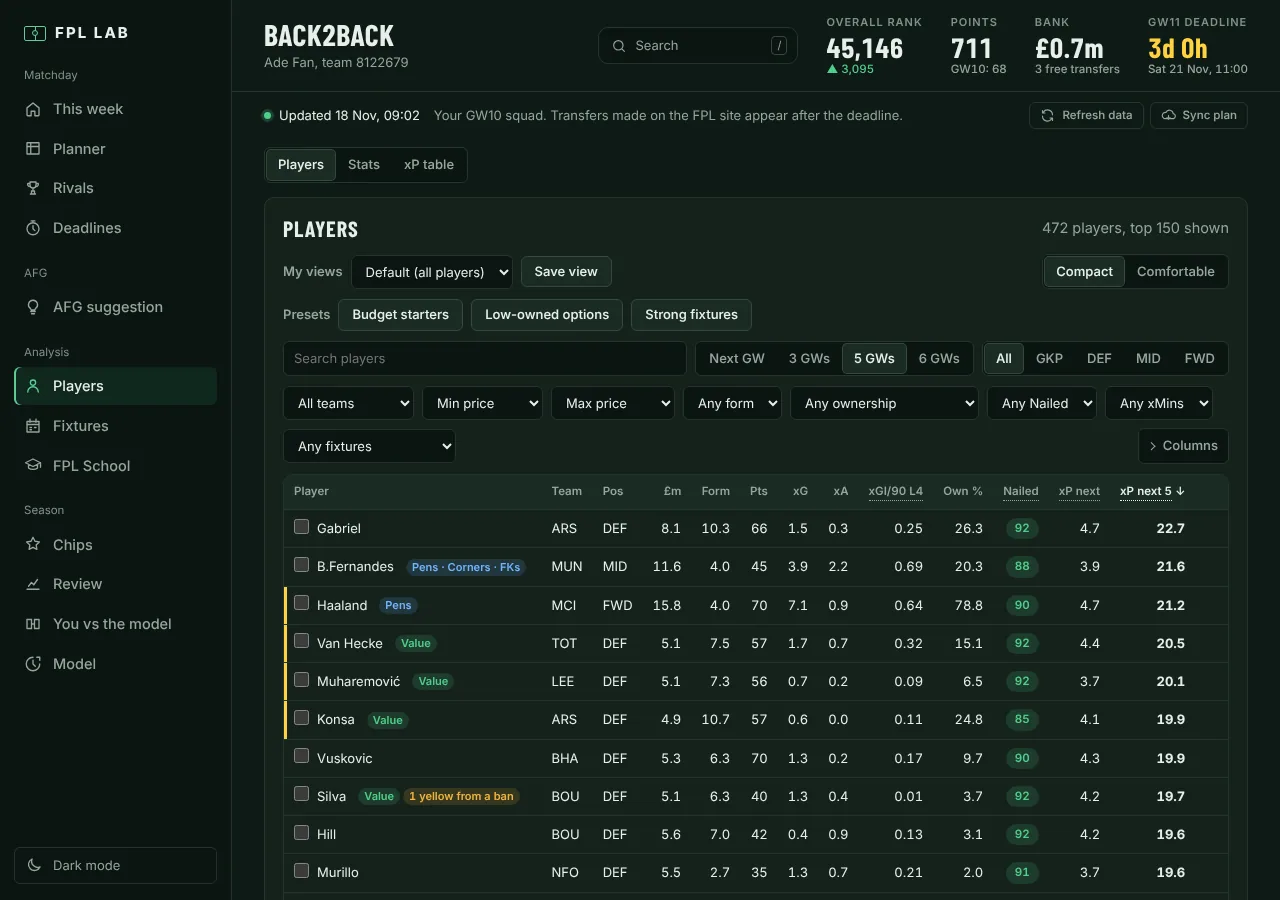 FPL LAB
Matchday
This week
Planner
Rivals
Deadlines
AFG
AFG suggestion
Analysis
Players
Fixtures
FPL School
Season
Chips
Review
You vs the model
Model
Dark mode
BACK2BACK
Ade Fan, team 8122679
Search /
OVERALL RANK
45,146
▲ 3,095
POINTS
711
GW10: 68
BANK
£0.7m
3 free transfers
GW11 DEADLINE
3d 0h
Sat 21 Nov, 11:00
Updated 18 Nov, 09:02 Your GW10 squad. Transfers made on the FPL site appear after the deadline. Refresh data Sync plan
Players Stats xP table
PLAYERS 472 players, top 150 shown
My views Default (all players) Save view Compact Comfortable
Presets Budget starters Low-owned options Strong fixtures
Search players Next GW 3 GWs 5 GWs 6 GWs All GKP DEF MID FWD
All teams Min price Max price Any form Any ownership Any Nailed Any xMins
Any fixtures Columns
Player Team Pos £m Form Pts xG xA xGI/90 L4 Own % Nailed xP next xP next 5 ↓
Gabriel ARS DEF 8.1 10.3 66 1.5 0.3 0.25 26.3 92 4.7 22.7
B.Fernandes Pens · Corners · FKs MUN MID 11.6 4.0 45 3.9 2.2 0.69 20.3 88 3.9 21.6
Haaland Pens MCI FWD 15.8 4.0 70 7.1 0.9 0.64 78.8 90 4.7 21.2
Van Hecke Value TOT DEF 5.1 7.5 57 1.7 0.7 0.32 15.1 92 4.4 20.5
Muharemović Value LEE DEF 5.1 7.3 56 0.7 0.2 0.09 6.5 92 3.7 20.1
Konsa Value ARS DEF 4.9 10.7 57 0.6 0.0 0.11 24.8 85 4.1 19.9
Vuskovic BHA DEF 5.3 6.3 70 1.3 0.2 0.17 9.7 90 4.3 19.9
Silva Value 1 yellow from a ban BOU DEF 5.1 6.3 40 1.3 0.4 0.01 3.7 92 4.2 19.7
Hill BOU DEF 5.6 7.0 42 0.4 0.9 0.13 3.1 92 4.2 19.6
Murillo NFO DEF 5.5 2.7 35 1.3 0.7 0.21 2.0 91 3.7 19.6